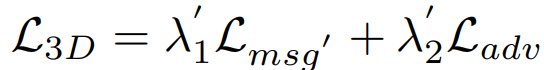 ℒ_{3D} = λ'_1 ℒ_{msg'} + λ'_2 ℒ_{adv}